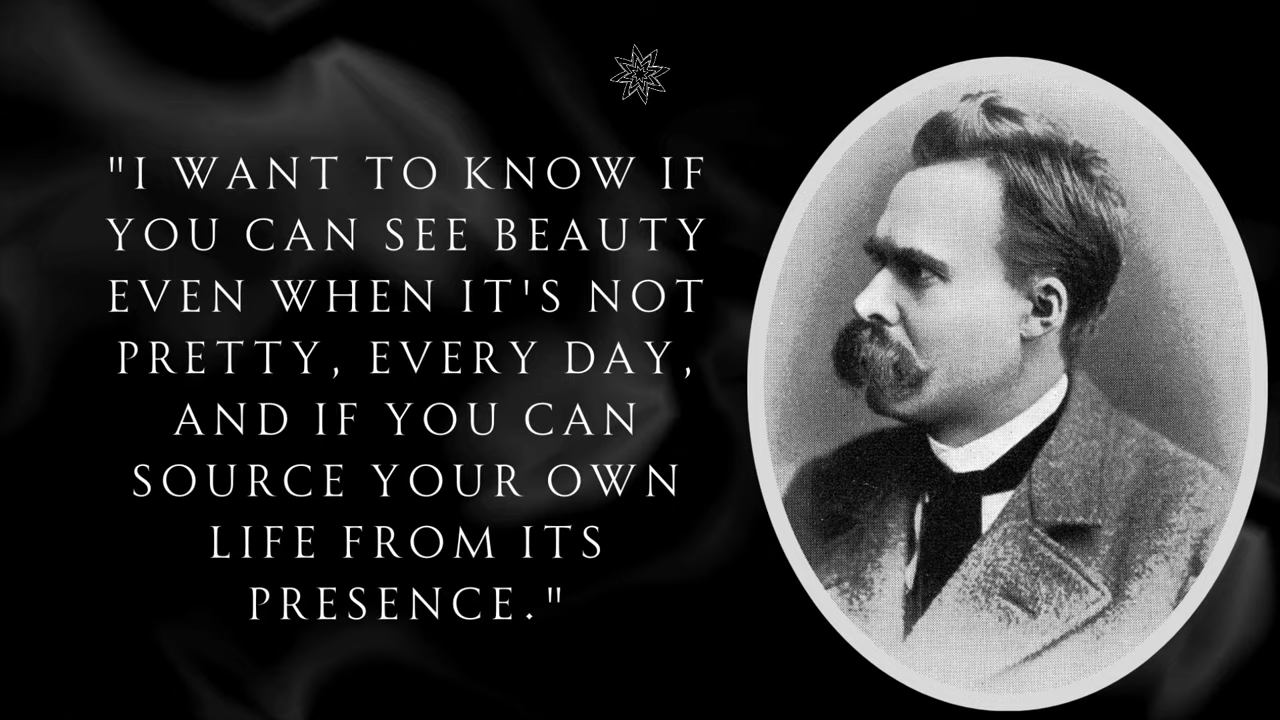 "I WANT TO KNOW IF
YOU CAN SEE BEAUTY
EVEN WHEN IT'S NOT
PRETTY, EVERY DAY,
AND IF YOU CAN
SOURCE YOUR OWN
LIFE FROM ITS
PRESENCE."